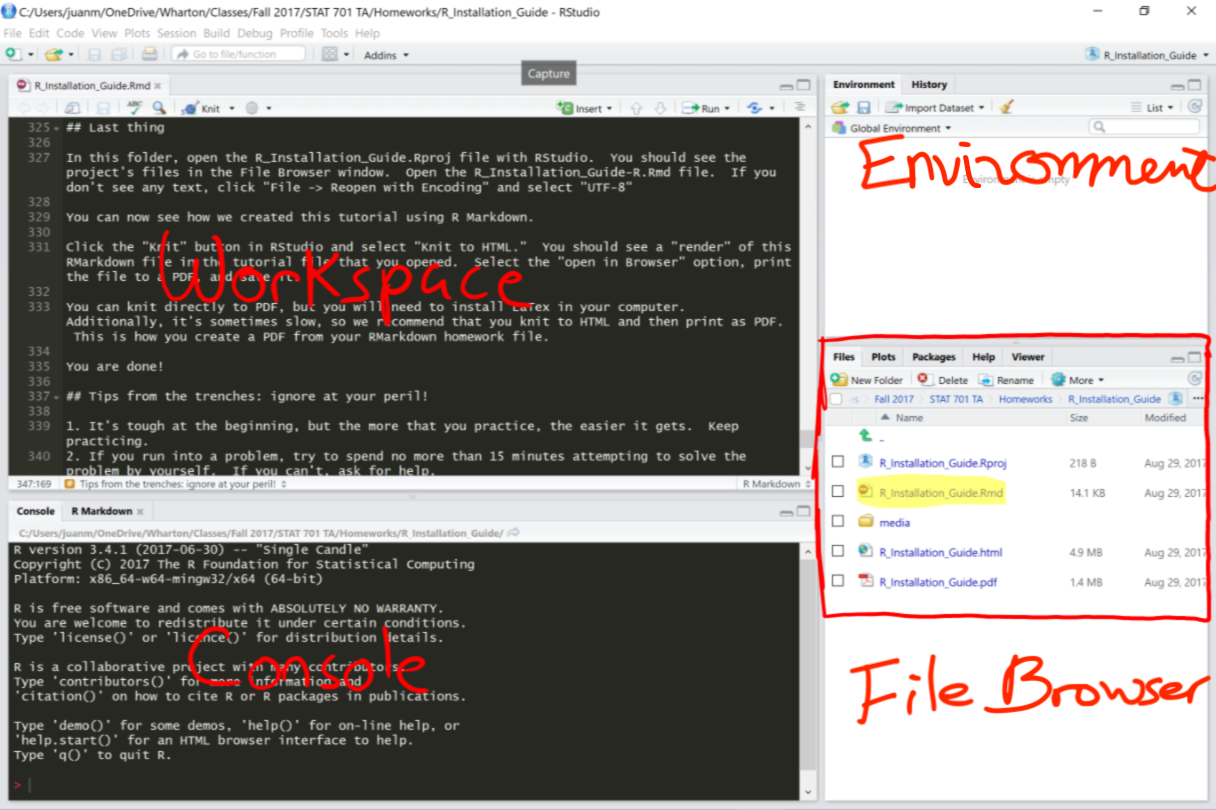 C:/Users/juanm/OneDrive/Wharton/Classes/Fall 2017/STAT 701 TA/Homeworks/R_Installation_Guide - RStudio
File Edit Code View Plots Session Build Debug Profile Tools Help
Go to file/function Addins R_Installation_Guide
Capture
R_Installation_Guide.Rmd
ABC Knit Insert Run
325 ## Last thing
326
327 In this folder, open the R_Installation_Guide.Rproj file with RStudio. You should see the
project's files in the File Browser window. Open the R_Installation_Guide-R.Rmd file. If you
don't see any text, click "File -> Reopen with Encoding" and select "UTF-8"
328
329 You can now see how we created this tutorial using R Markdown.
330
331 Click the "Knit" button in RStudio and select "Knit to HTML." You should see a "render" of this
RMarkdown file in the tutorial file that you opened. Select the "open in Browser" option, print
the file to a PDF, and save it.
332
333 You can knit directly to PDF, but you will need to install LaTex in your computer.
Additionally, it's sometimes slow, so we recommend that you knit to HTML and then print as PDF.
This is how you create a PDF from your RMarkdown homework file.
334
335 You are done!
336
337 ## Tips from the trenches: ignore at your peril!
338
339 1. It's tough at the beginning, but the more that you practice, the easier it gets. Keep
practicing.
340 2. If you run into a problem, try to spend no more than 15 minutes attempting to solve the
problem by yourself. If you can't, ask for help.
Workspace
347:169 Tips from the trenches: ignore at your peril! R Markdown
Console R Markdown
C:/Users/juanm/OneDrive/Wharton/Classes/Fall 2017/STAT 701 TA/Homeworks/R_Installation_Guide/
R version 3.4.1 (2017-06-30) -- "Single Candle"
Copyright (C) 2017 The R Foundation for Statistical Computing
Platform: x86_64-w64-mingw32/x64 (64-bit)
R is free software and comes with ABSOLUTELY NO WARRANTY.
You are welcome to redistribute it under certain conditions.
Type 'license()' or 'licence()' for distribution details.
R is a collaborative project with many contributors.
Type 'contributors()' for more information and
'citation()' on how to cite R or R packages in publications.
Type 'demo()' for some demos, 'help()' for on-line help, or
'help.start()' for an HTML browser interface to help.
Type 'q()' to quit R.
>
Console
Environment History
Import Dataset List
Global Environment
Environment
Files Plots Packages Help Viewer
New Folder Delete Rename More
Fall 2017 STAT 701 TA Homeworks R_Installation_Guide ...
Name Size Modified
R_Installation_Guide.Rproj 218 B Aug 29, 2017
R_Installation_Guide.Rmd 14.1 KB Aug 29, 2017
media
R_Installation_Guide.html 4.9 MB Aug 29, 2017
R_Installation_Guide.pdf 1.4 MB Aug 29, 2017
File Browser